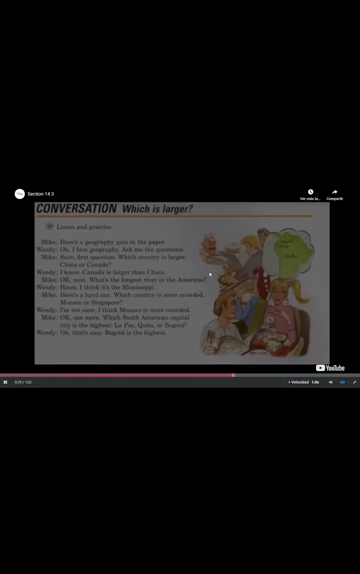 Section 14 3
Ver más ta...
Compartir
CONVERSATION Which is larger?
Listen and practice.
Mike: Here's a geography quiz in the paper.
Wendy: Oh, I love geography. Ask me the questions.
Mike: Sure, first question. Which country is larger,
China or Canada?
Wendy: I know. Canada is larger than China.
Mike: OK, next. What's the longest river in the Americas?
Wendy: Hmm, I think it's the Mississippi.
Mike: Here's a hard one. Which country is more crowded,
Monaco or Singapore?
Wendy: I'm not sure. I think Monaco is more crowded.
Mike: OK, one more. Which South American capital
city is the highest: La Paz, Quito, or Bogotá?
Wendy: Oh, that's easy. Bogotá is the highest.
YouTube
Velocidad 1.0x